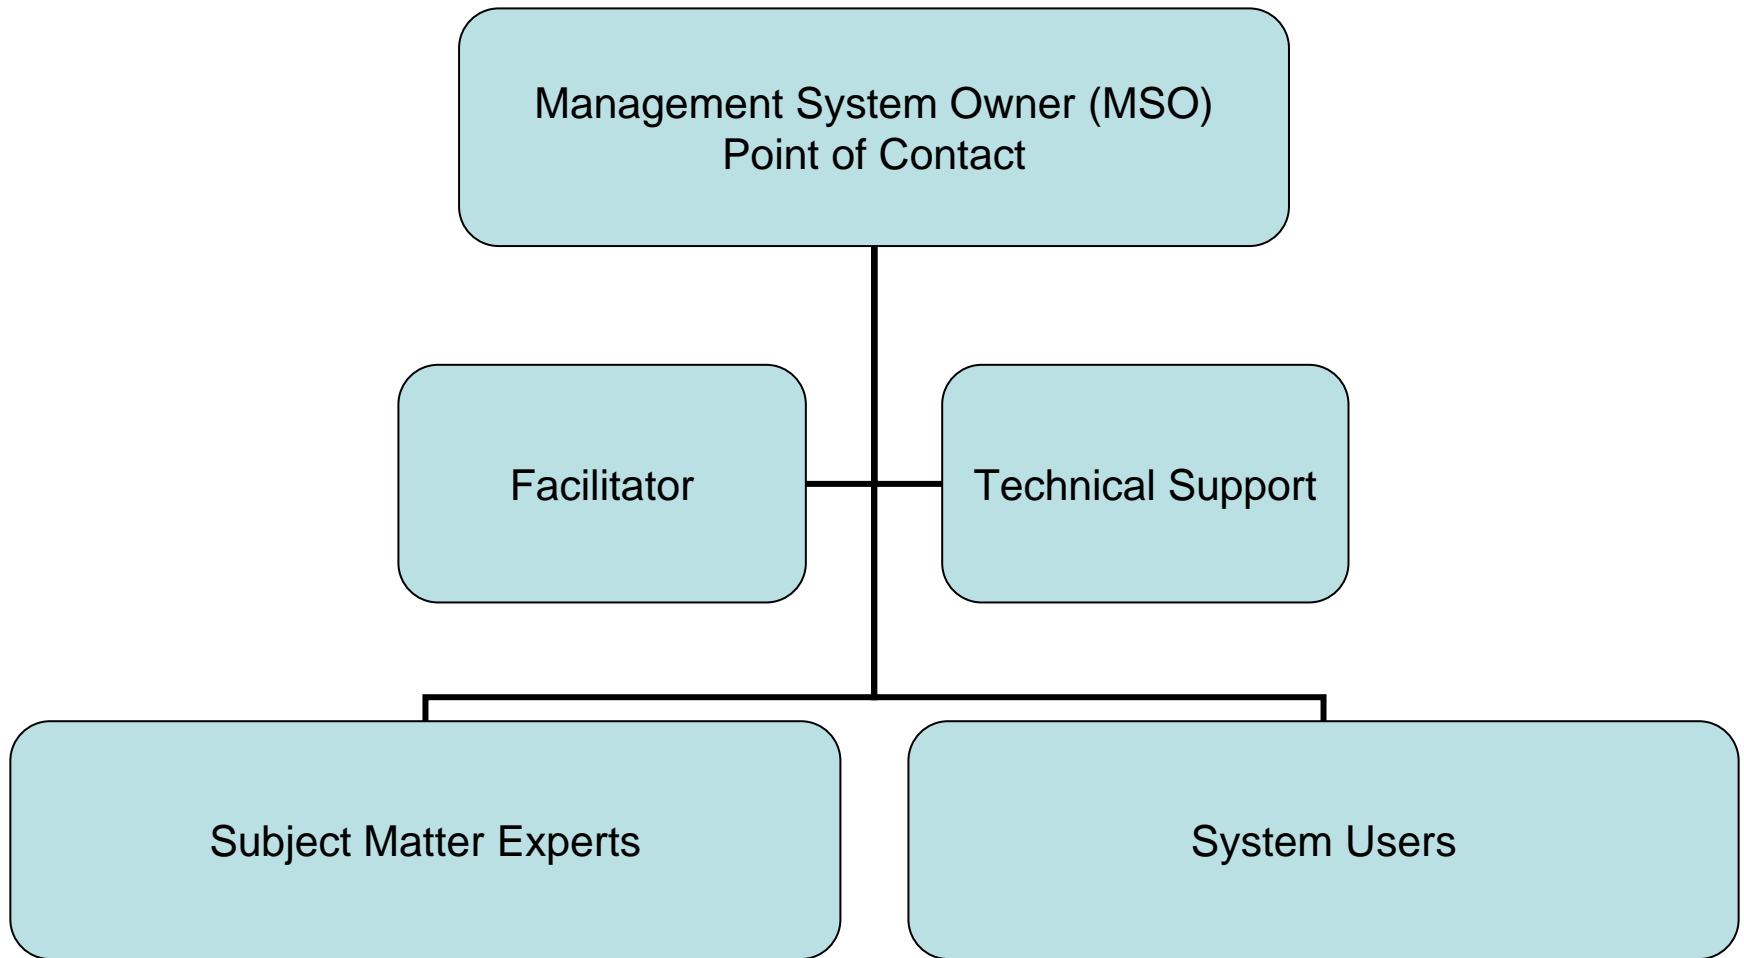 Management System Owner (MSO)
Point of Contact
Facilitator
Technical Support
Subject Matter Experts
System Users